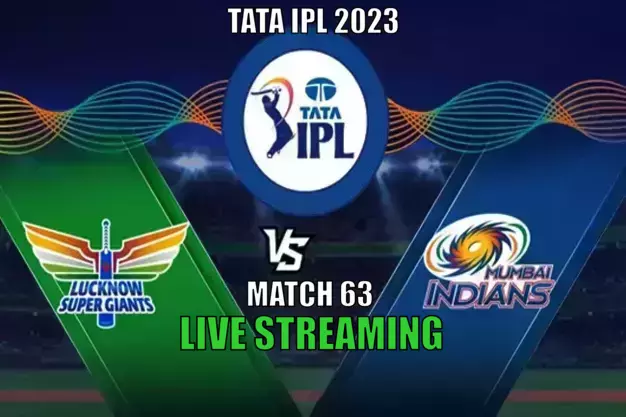 TATA IPL 2023
TATA
IPL
LUCKNOW
SUPER GIANTS
VS
MUMBAI
INDIANS
MATCH 63
LIVE STREAMING